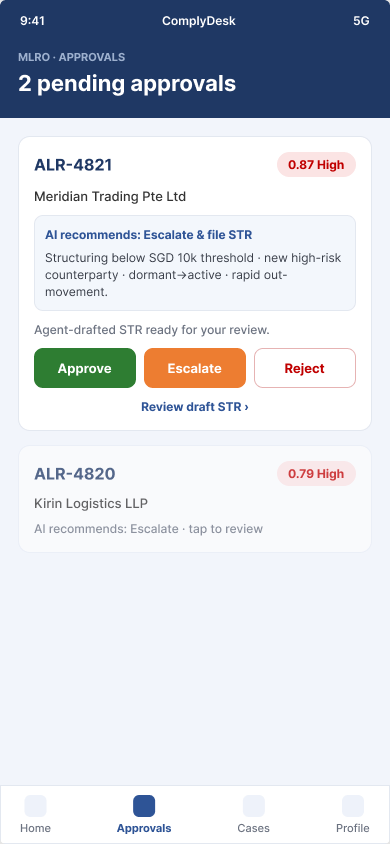 9:41 ComplyDesk 5G
MLRO · APPROVALS
2 pending approvals
ALR-4821 0.87 High
Meridian Trading Pte Ltd
AI recommends: Escalate & file STR
Structuring below SGD 10k threshold · new high-risk
counterparty · dormant→active · rapid out-
movement.
Agent-drafted STR ready for your review.
Approve Escalate Reject
Review draft STR ›
ALR-4820 0.79 High
Kirin Logistics LLP
AI recommends: Escalate · tap to review
Home Approvals Cases Profile